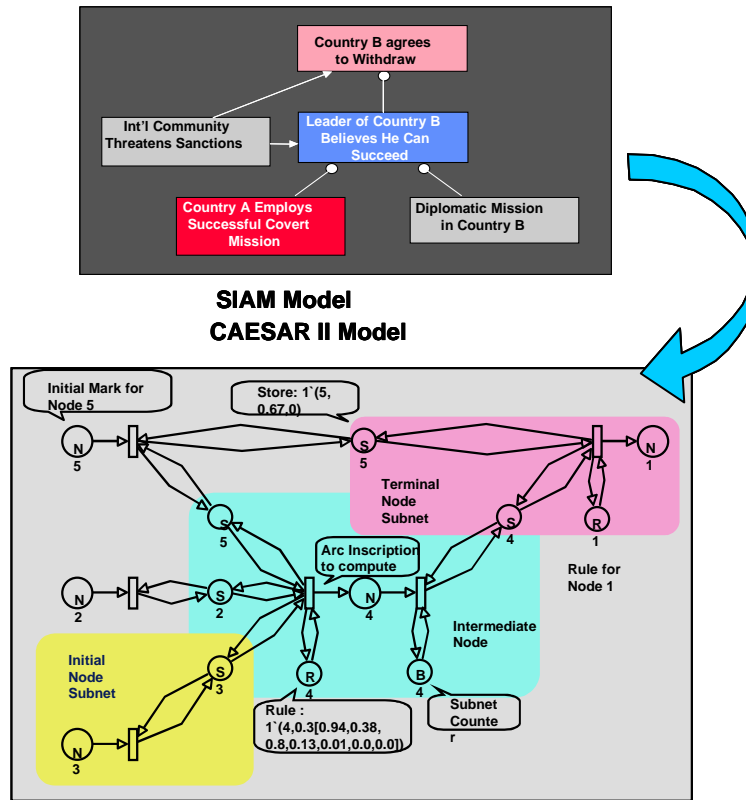 Country B agrees
to Withdraw
Int'l Community
Threatens Sanctions
Leader of Country B
Believes He Can
Succeed
Country A Employs
Successful Covert
Mission
Diplomatic Mission
in Country B
SIAM Model
CAESAR II Model
Initial Mark for
Node 5
Store: 1`(5,
0.67,0)
N
5
S
5
N
1
Terminal
Node
Subnet
S
5
S
4
R
1
Arc Inscription
to compute
Rule for
Node 1
N
2
S
2
N
4
Intermediate
Node
Initial
Node
Subnet
S
3
R
4
B
4
N
3
Rule :
1`(4,0.3[0.94,0.38,
0.8,0.13,0.01,0.0,0.0])
Subnet
Counte
r